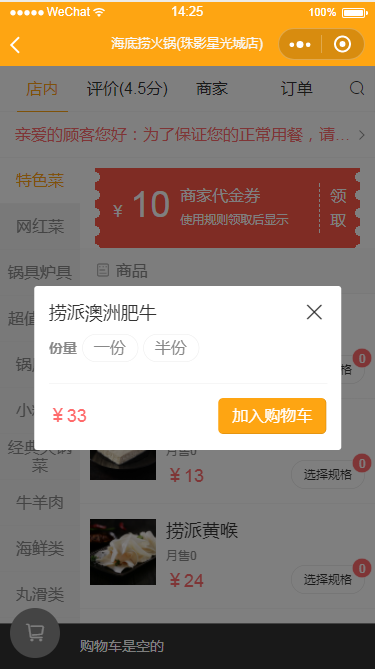 WeChat 14:25 100%
海底捞火锅(珠影星光城店)
店内 评价(4.5分) 商家 订单
亲爱的顾客您好：为了保证您的正常用餐，请...
特色菜
¥ 10 商家代金券 领取
使用规则领取后显示
网红菜
锅具炉具
商品
超值
捞派澳洲肥牛
份量 一份 半份
¥33 加入购物车
0
经典火锅菜
月售0
¥13 选择规格 0
牛羊肉
捞派黄喉
海鲜类
月售0
¥24 选择规格 0
丸滑类
购物车是空的